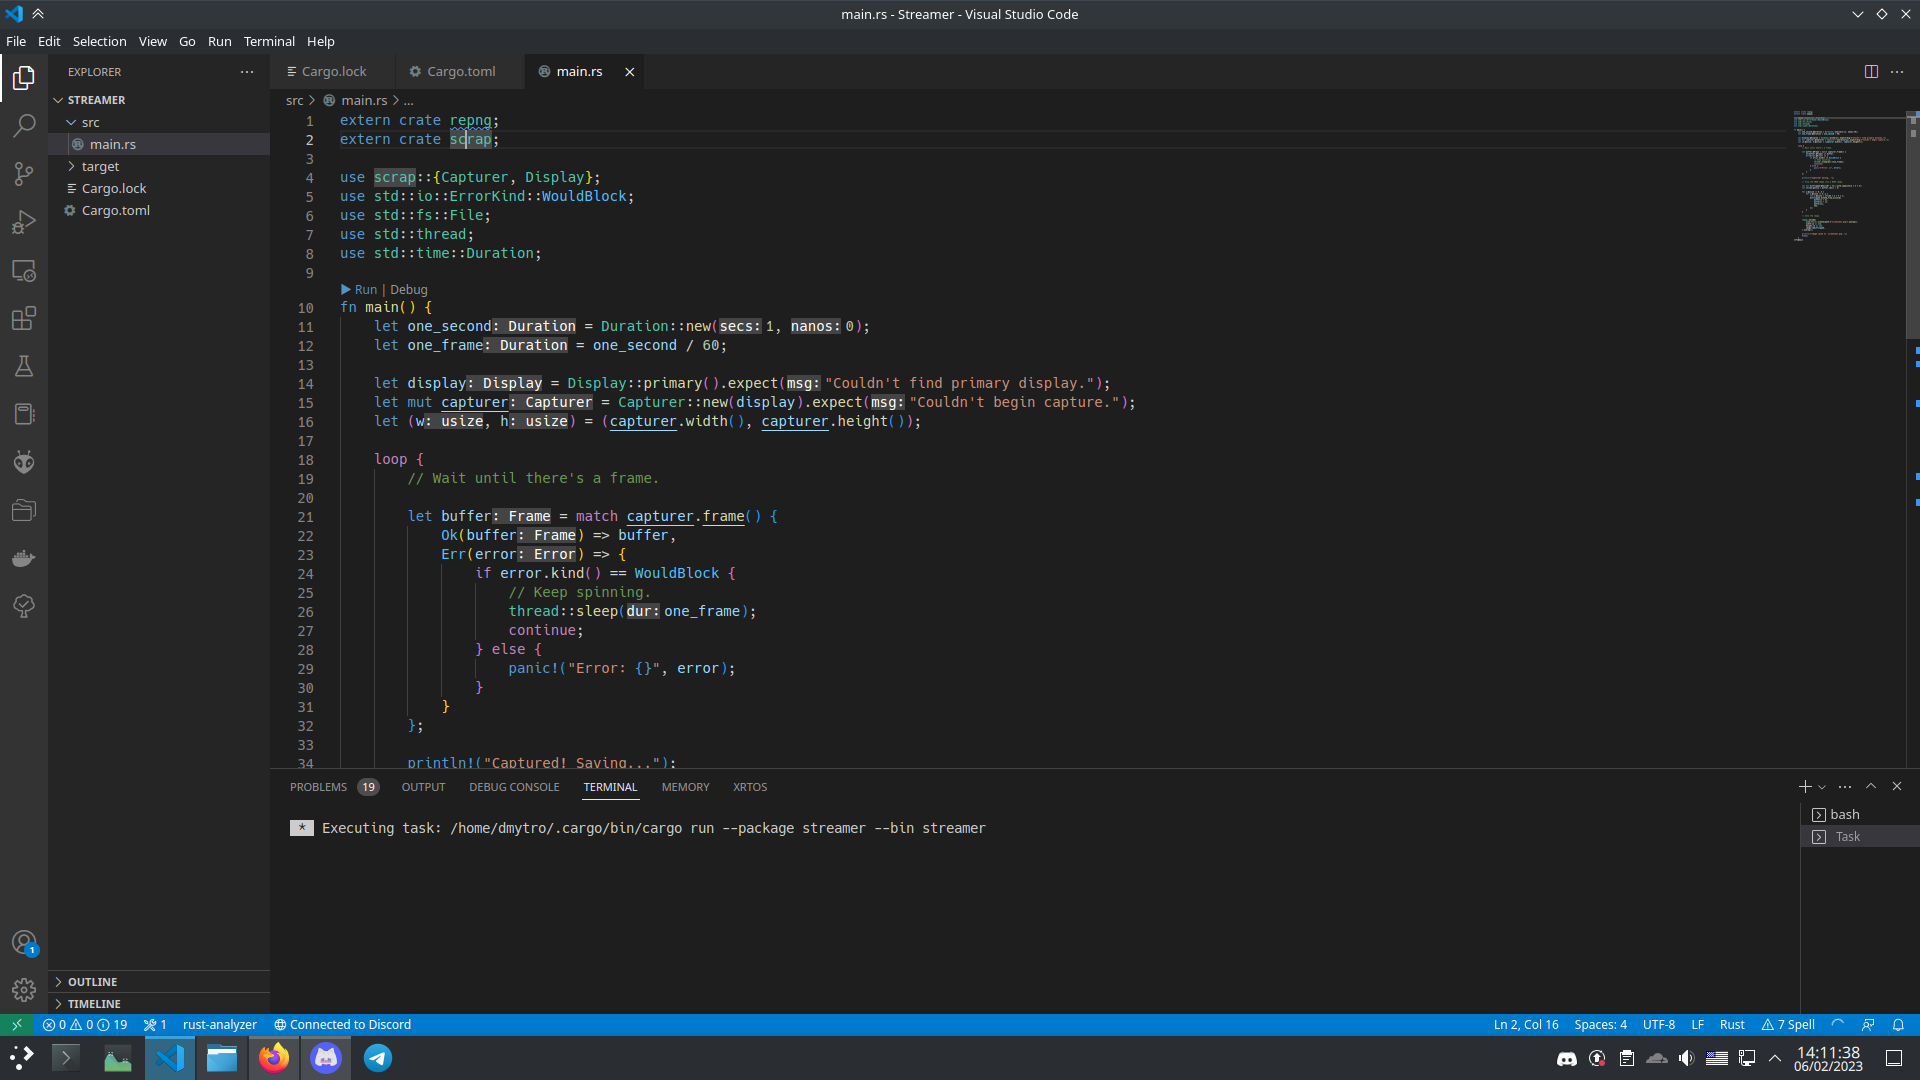 main.rs - Streamer - Visual Studio Code
File Edit Selection View Go Run Terminal Help
EXPLORER
STREAMER
src
main.rs
target
Cargo.lock
Cargo.toml
OUTLINE
TIMELINE
Cargo.lock Cargo.toml main.rs
src > main.rs > ...
1 extern crate repng;
2 extern crate scrap;
3
4 use scrap::{Capturer, Display};
5 use std::io::ErrorKind::WouldBlock;
6 use std::fs::File;
7 use std::thread;
8 use std::time::Duration;
9
Run | Debug
10 fn main() {
11 let one_second: Duration = Duration::new(secs: 1, nanos: 0);
12 let one_frame: Duration = one_second / 60;
13
14 let display: Display = Display::primary().expect(msg: "Couldn't find primary display.");
15 let mut capturer: Capturer = Capturer::new(display).expect(msg: "Couldn't begin capture.");
16 let (w: usize, h: usize) = (capturer.width(), capturer.height());
17
18 loop {
19 // Wait until there's a frame.
20
21 let buffer: Frame = match capturer.frame() {
22 Ok(buffer: Frame) => buffer,
23 Err(error: Error) => {
24 if error.kind() == WouldBlock {
25 // Keep spinning.
26 thread::sleep(dur: one_frame);
27 continue;
28 } else {
29 panic!("Error: {}", error);
30 }
31 }
32 };
33
34 println!("Captured! Saving...");
PROBLEMS 19 OUTPUT DEBUG CONSOLE TERMINAL MEMORY XRTOS
* Executing task: /home/dmytro/.cargo/bin/cargo run --package streamer --bin streamer
bash
Task
1
0 0 19 1 rust-analyzer Connected to Discord
Ln 2, Col 16 Spaces: 4 UTF-8 LF Rust 7 Spell
14:11:38
06/02/2023